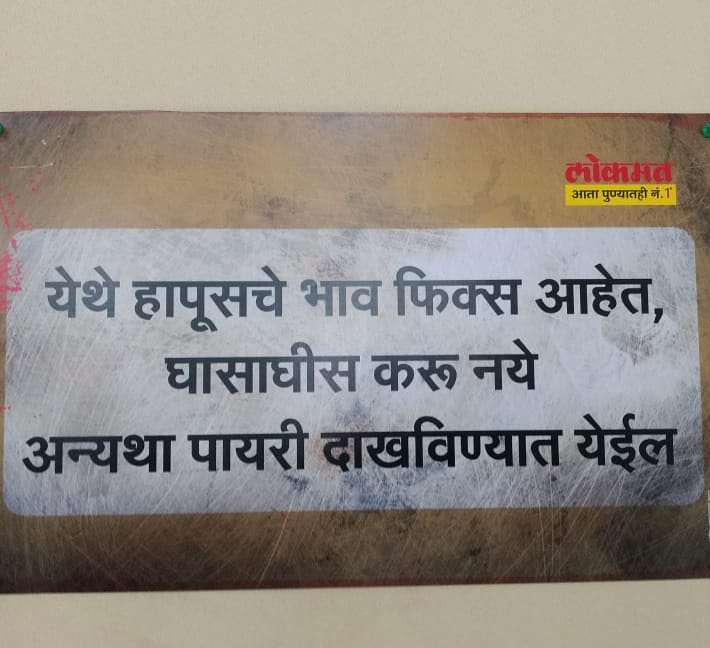 लोकमत
आता पुण्यातही नं.1
येथे हापूसचे भाव फिक्स आहेत,
घासाघीस करू नये
अन्यथा पायरी दाखविण्यात येईल